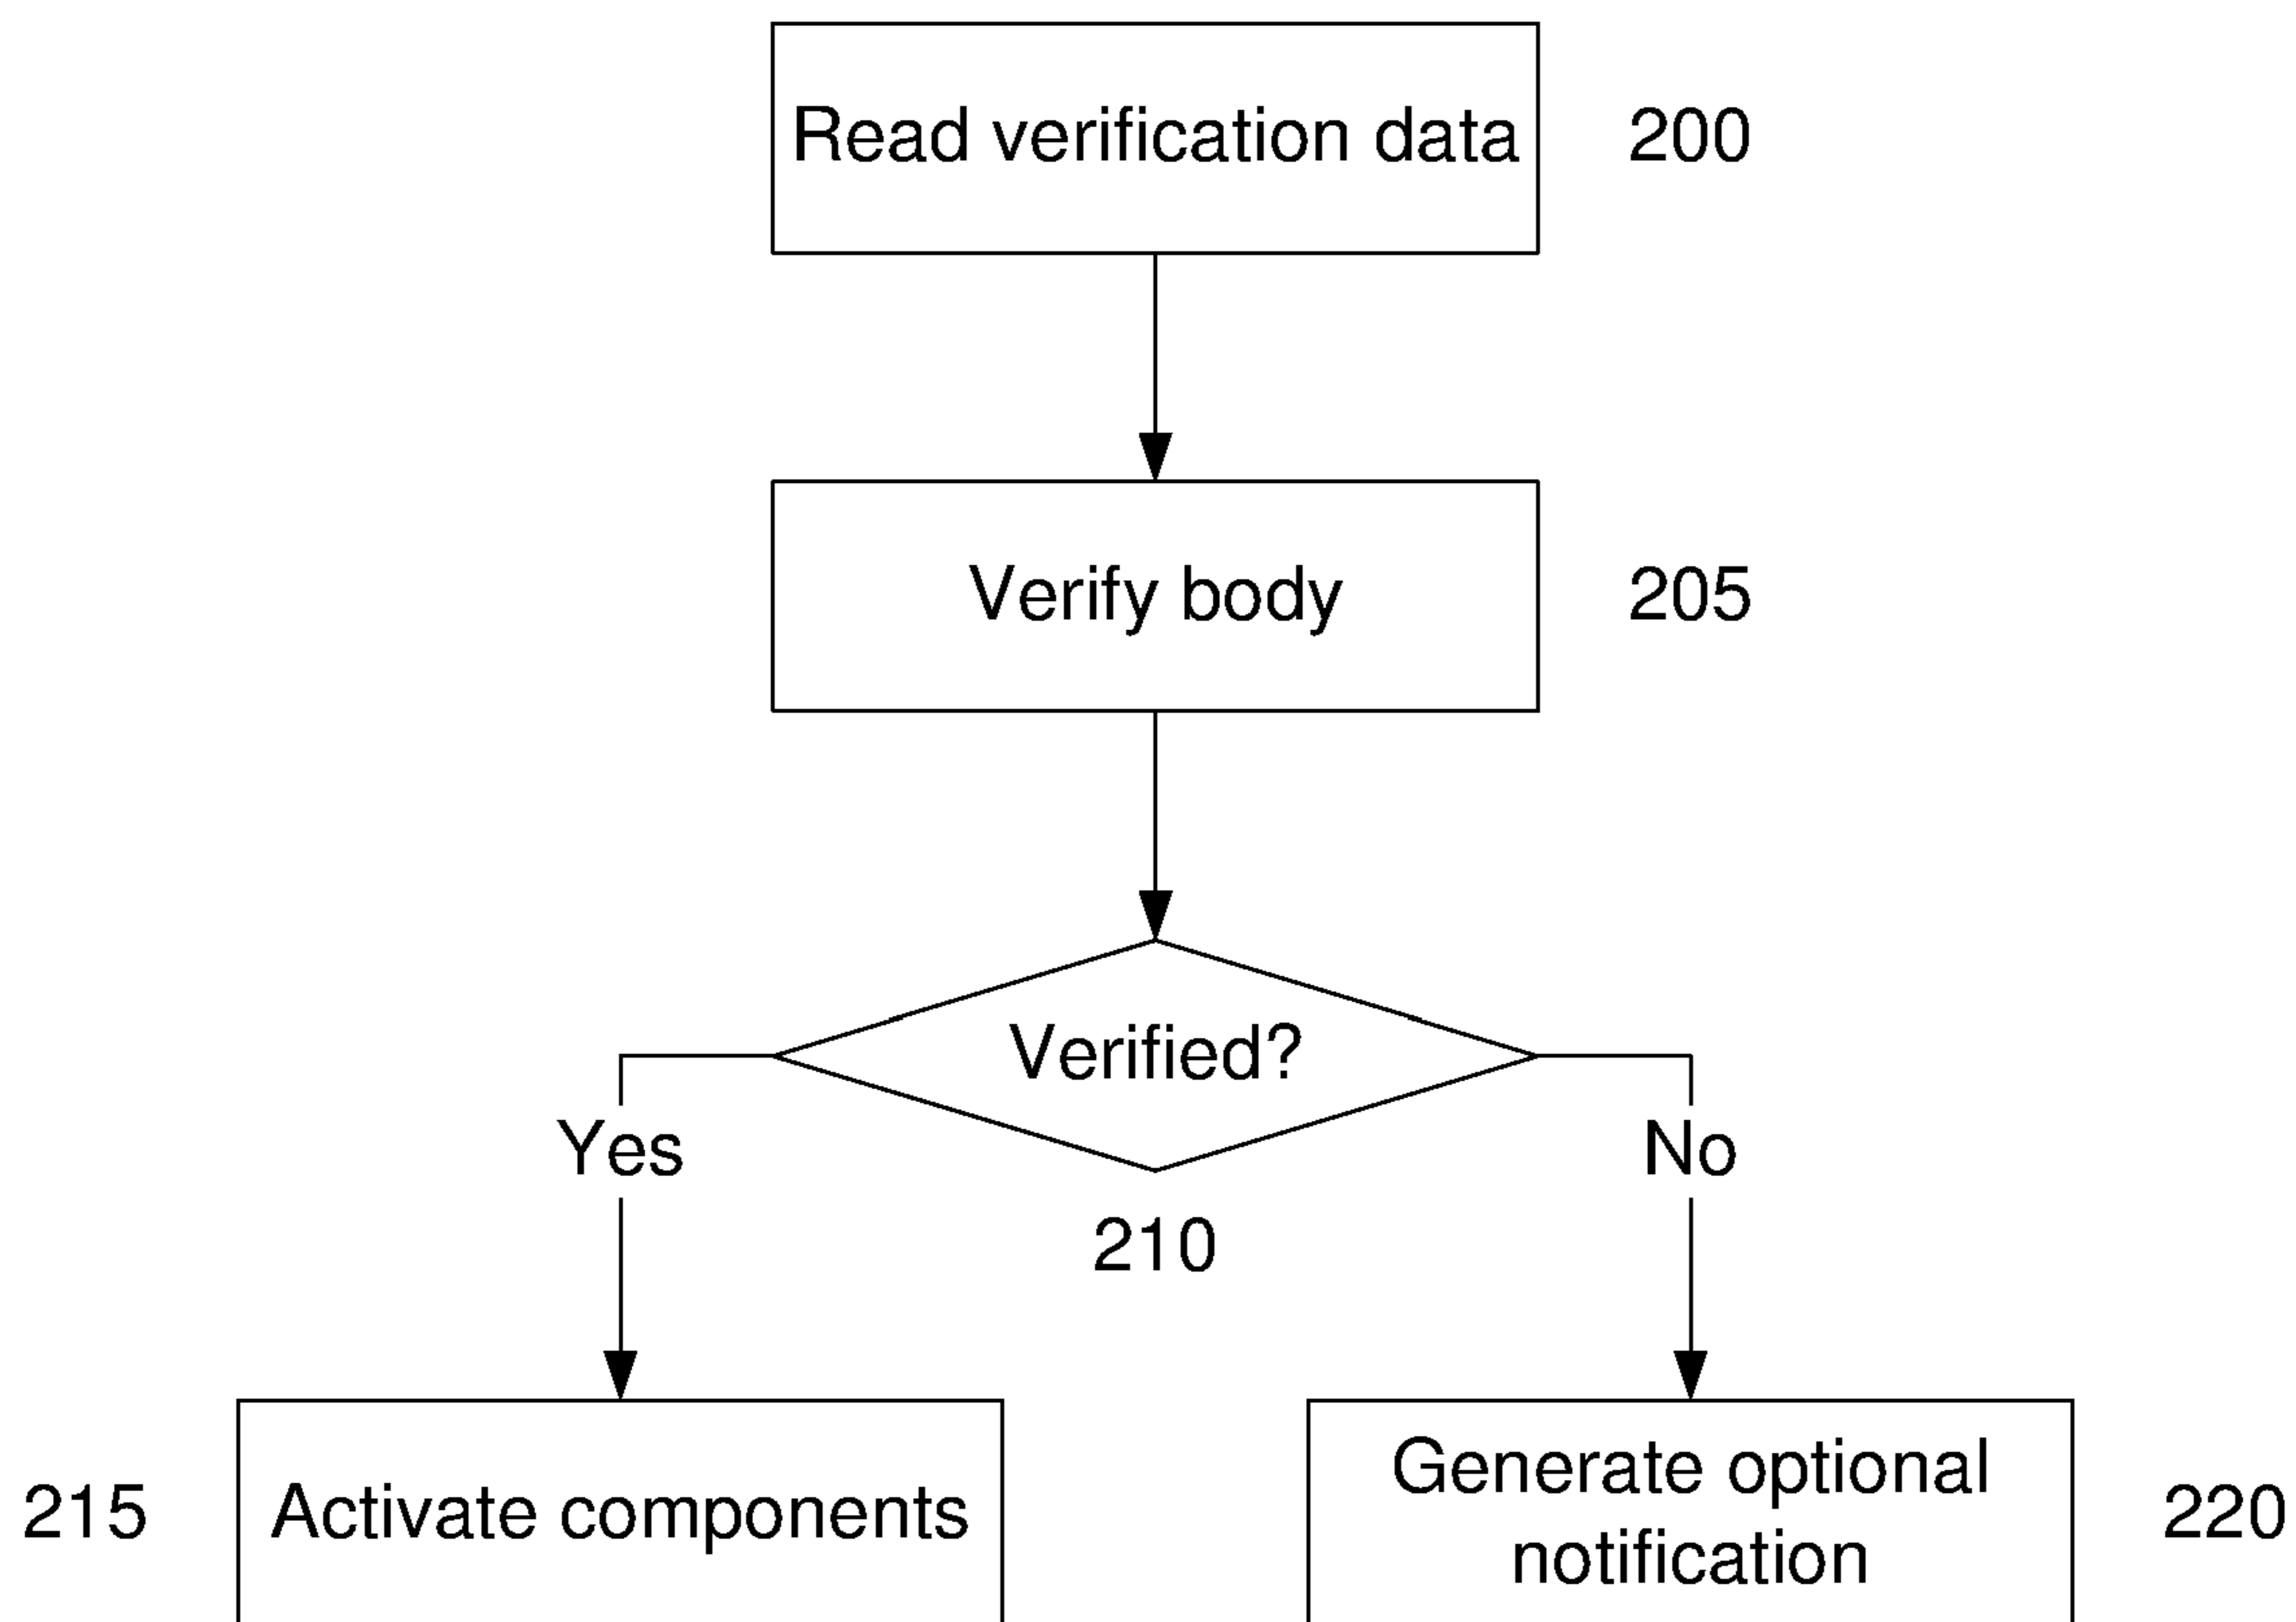 Read verification data
200
Verify body
205
Verified?
Yes
No
210
215
Activate components
Generate optional
notification
220